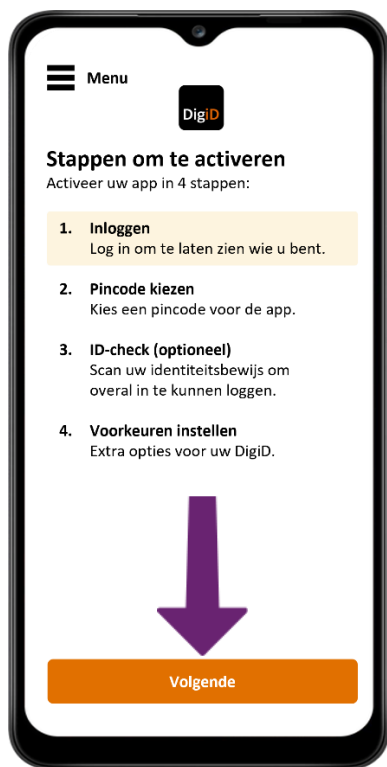 Menu
DigiD
Stappen om te activeren
Activeer uw app in 4 stappen:
1. Inloggen
Log in om te laten zien wie u bent.
2. Pincode kiezen
Kies een pincode voor de app.
3. ID-check (optioneel)
Scan uw identiteitsbewijs om
overal in te kunnen loggen.
4. Voorkeuren instellen
Extra opties voor uw DigiD.
Volgende